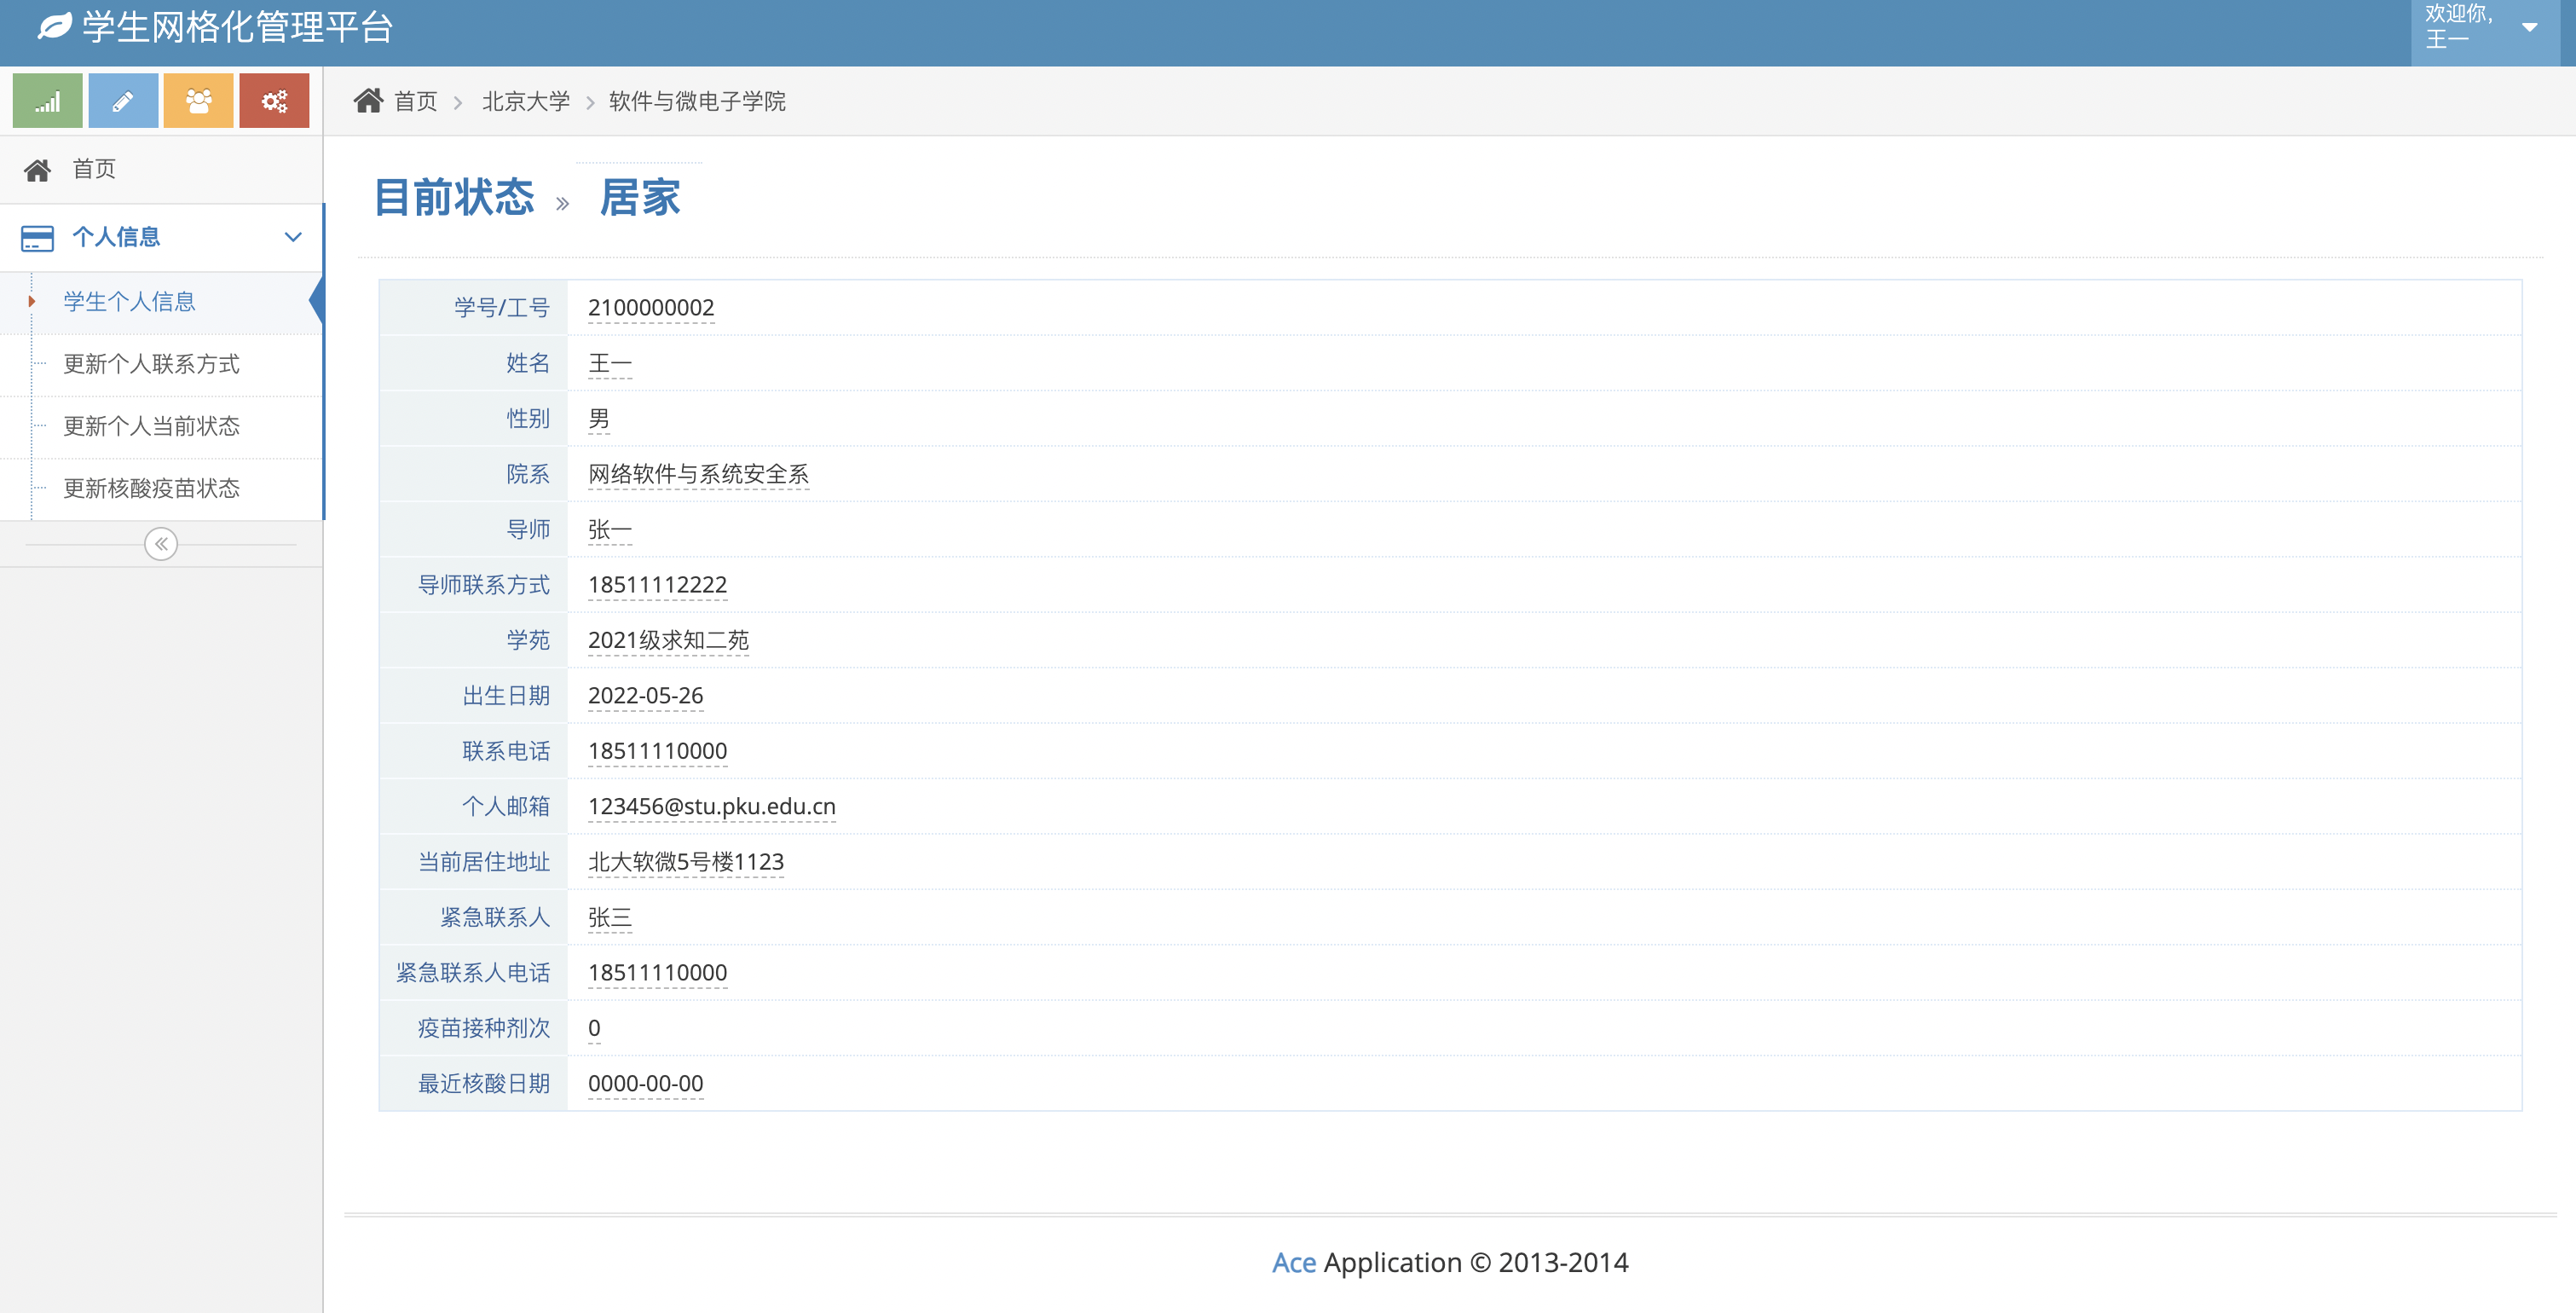 学生网格化管理平台
欢迎你,
王一
首页 北京大学 软件与微电子学院
首页
个人信息
学生个人信息
更新个人联系方式
更新个人当前状态
更新核酸疫苗状态
目前状态 » 居家
学号/工号 2100000002
姓名 王一
性别 男
院系 网络软件与系统安全系
导师 张一
导师联系方式 18511112222
学苑 2021级求知二苑
出生日期 2022-05-26
联系电话 18511110000
个人邮箱 123456@stu.pku.edu.cn
当前居住地址 北大软微5号楼1123
紧急联系人 张三
紧急联系人电话 18511110000
疫苗接种剂次 0
最近核酸日期 0000-00-00
Ace Application © 2013-2014